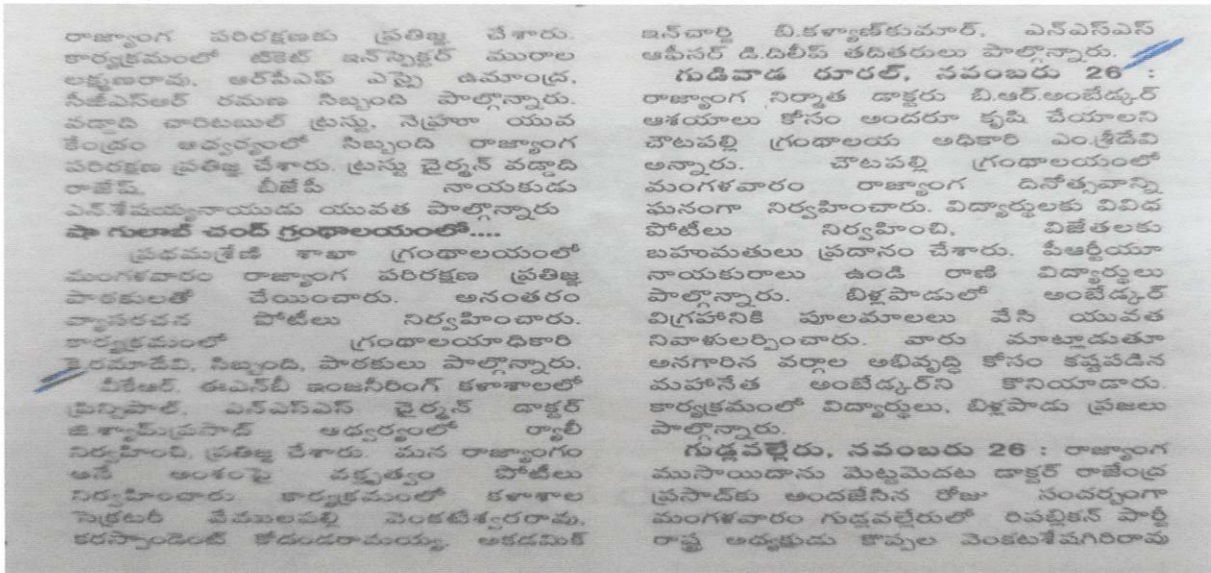 రాజ్యాంగ పరిరక్షణకు ప్రతిజ్ఞ చేశారు.
కార్యక్రమంలో టికెట్ ఇన్‌స్పెక్టర్ మురాల
లక్ష్మణరావు, ఆర్‌పీఎఫ్ ఎస్సై ఉమాంద్ర,
సీజీఎస్ఆర్ రమణ సిబ్బంది పాల్గొన్నారు.
వడ్డాది చారిటబుల్ ట్రస్టు, నెహ్రూ యువ
కేంద్రం ఆధ్వర్యంలో సిబ్బంది రాజ్యాంగ
పరిరక్షణ ప్రతిజ్ఞ చేశారు. ట్రస్టు చైర్మన్ వడ్డాది
రాజేష్, బీజేపీ నాయకుడు
ఎన్.శేషయ్యనాయుడు యువత పాల్గొన్నారు
షా గులాబ్ చంద్ గ్రంథాలయంలో....
ప్రథమశ్రేణి శాఖా గ్రంథాలయంలో
మంగళవారం రాజ్యాంగ పరిరక్షణ ప్రతిజ్ఞ
పాఠకులతో చేయించారు. అనంతరం
వ్యాసరచన పోటీలు నిర్వహించారు.
కార్యక్రమంలో గ్రంథాలయాధికారి
కైరమాదేవి, సిబ్బంది, పాఠకులు పాల్గొన్నారు.
వీకేఆర్, ఈఎన్‌బీ ఇంజనీరింగ్ కళాశాలలో
ప్రిన్సిపాల్, ఎన్ఎస్ఎస్ చైర్మన్ డాక్టర్
జి.శ్యామ్‌ప్రసాద్ ఆధ్వర్యంలో ర్యాలీ
నిర్వహించి, ప్రతిజ్ఞ చేశారు. మన రాజ్యాంగం
అనే అంశంపై వక్తృత్వం పోటీలు
నిర్వహించారు. కార్యక్రమంలో కళాశాల
సెక్రటరీ వేములపల్లి వెంకటేశ్వరరావు,
కరస్పాండెంట్ కోదండరామయ్య, అకడమిక్
ఇన్‌చార్జి బి.కళ్యాణ్‌కుమార్, ఎన్ఎస్ఎస్
ఆఫీసర్ డి.దిలీప్ తదితరులు పాల్గొన్నారు.
గుడివాడ రూరల్, నవంబరు 26 :
రాజ్యాంగ నిర్మాత డాక్టరు బి.ఆర్.అంబేడ్కర్
ఆశయాలు కోసం అందరూ కృషి చేయాలని
చౌటపల్లి గ్రంథాలయ అధికారి ఎం.శ్రీదేవి
అన్నారు. చౌటపల్లి గ్రంథాలయంలో
మంగళవారం రాజ్యాంగ దినోత్సవాన్ని
ఘనంగా నిర్వహించారు. విద్యార్థులకు వివిద
పోటీలు నిర్వహించి, విజేతలకు
బహుమతులు ప్రదానం చేశారు. పీఆర్టీయూ
నాయకురాలు ఉండి రాణి విద్యార్థులు
పాల్గొన్నారు. బిళ్లపాడులో అంబేడ్కర్
విగ్రహానికి పూలమాలలు వేసి యువత
నివాళులర్పించారు. వారు మాట్లాడుతూ
అనగారిన వర్గాల అభివృద్ధి కోసం కష్టపడిన
మహానేత అంబేడ్కర్‌ని కొనియాడారు.
కార్యక్రమంలో విద్యార్థులు, బిళ్లపాడు ప్రజలు
పాల్గొన్నారు.
గుడ్లవల్లేరు, నవంబరు 26 : రాజ్యాంగ
ముసాయిదాను మెట్టమెదట డాక్టర్ రాజేంద్ర
ప్రసాద్‌కు అందజేసిన రోజు సందర్భంగా
మంగళవారం గుడ్లవల్లేరులో రిపబ్లికన్ పార్టీ
రాష్ట్ర అధ్యక్షుడు కొప్పల వెంకటశేషగిరిరావు